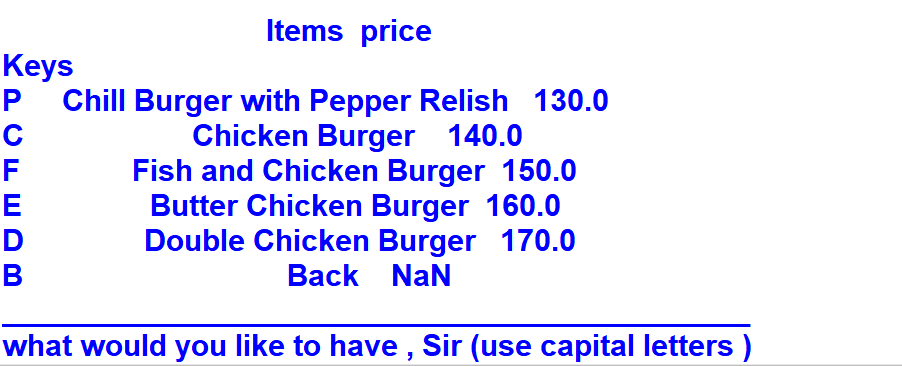 Items price
Keys
P Chill Burger with Pepper Relish 130.0
C Chicken Burger 140.0
F Fish and Chicken Burger 150.0
E Butter Chicken Burger 160.0
D Double Chicken Burger 170.0
B Back NaN
what would you like to have , Sir (use capital letters )